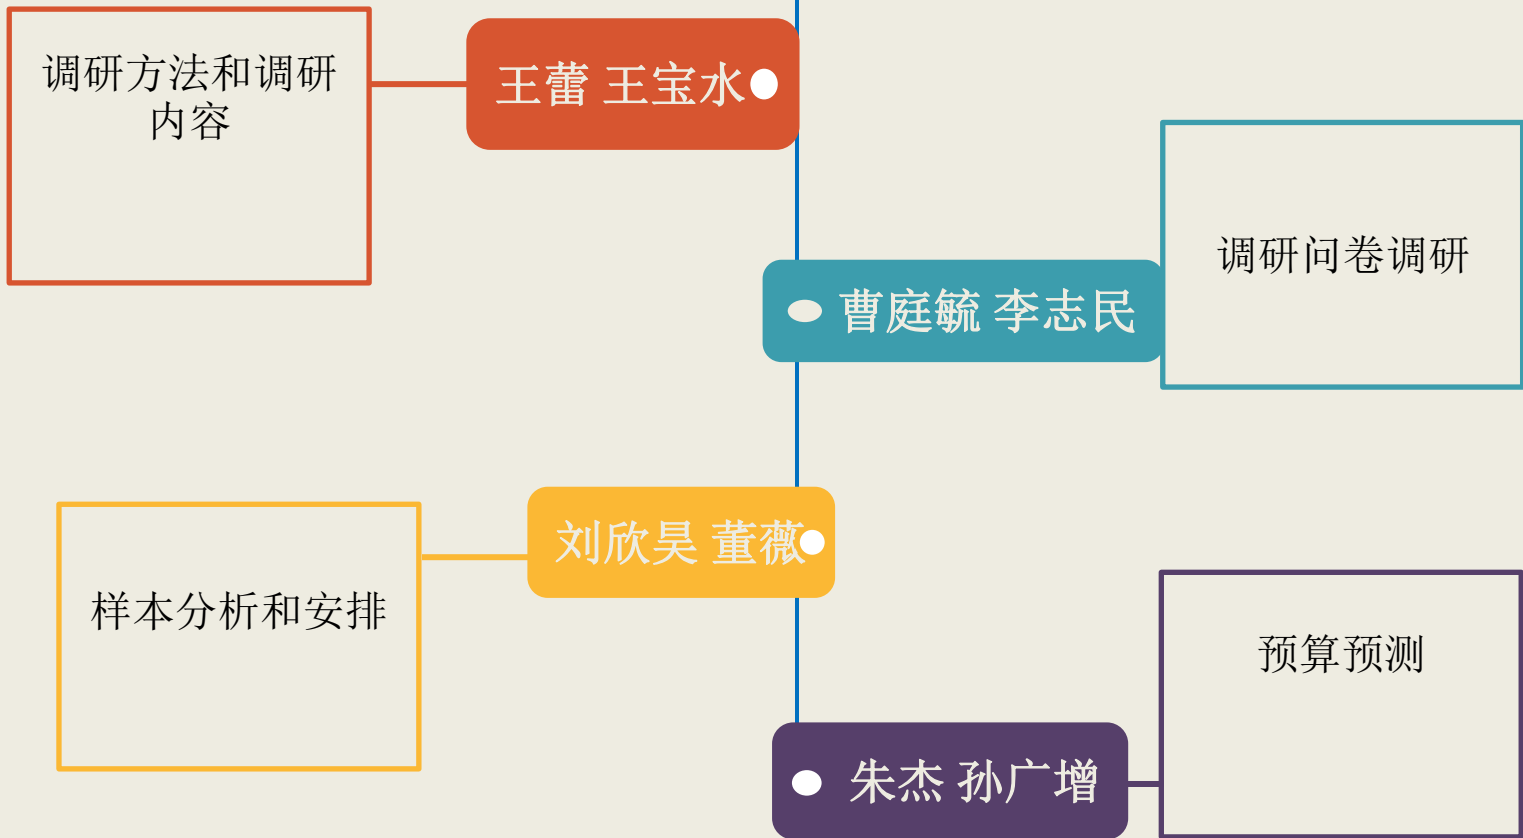 调研方法和调研
内容
王蕾 王宝水
曹庭毓 李志民
调研问卷调研
刘欣昊 董薇
样本分析和安排
预算预测
朱杰 孙广增